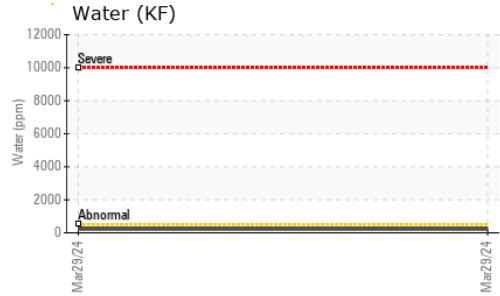 Water (KF)
12000
Severe
10000
8000
6000
Water (ppm)
4000
2000
Abnormal
0
Mar29/24
Mar29/24